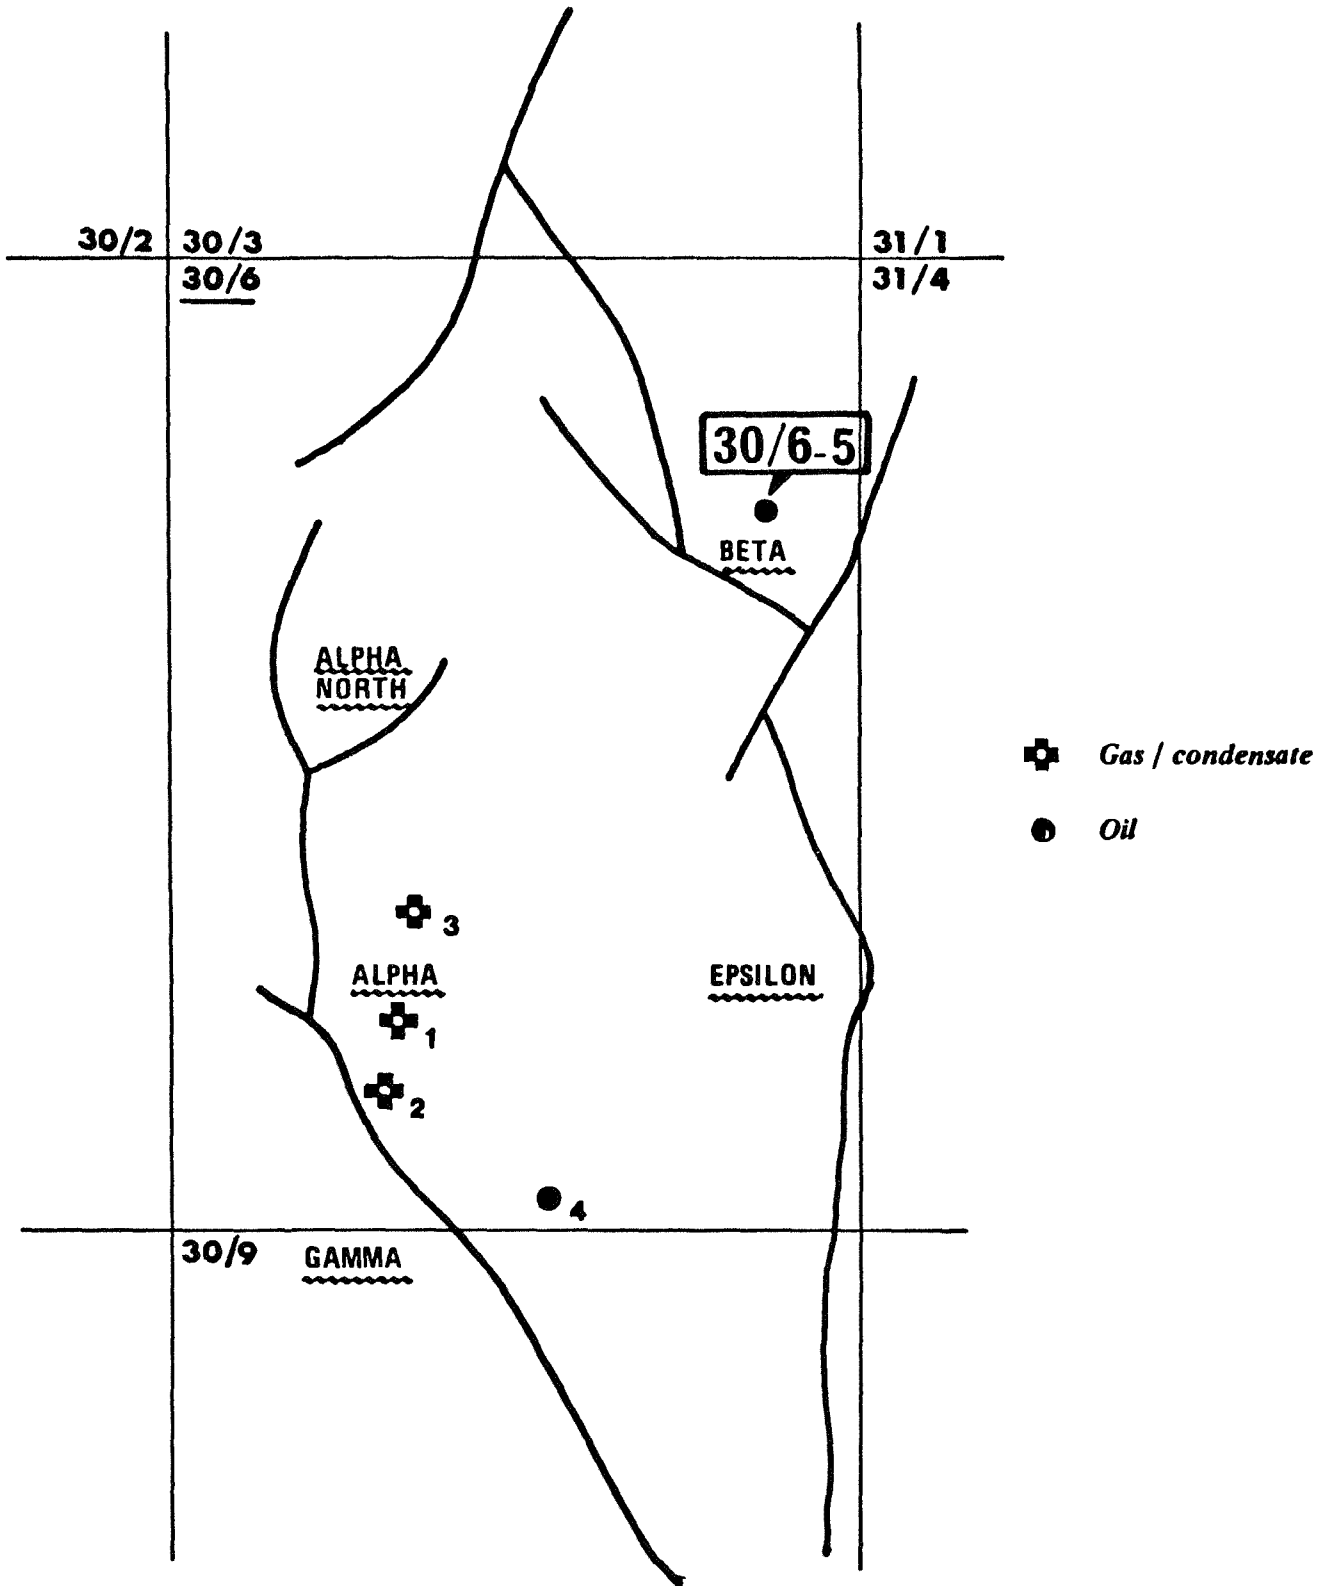 30/2
30/3
31/1
30/6
31/4
30/6-5
BETA
ALPHA
NORTH
Gas / condensate
Oil
3
ALPHA
EPSILON
1
2
4
30/9
GAMMA